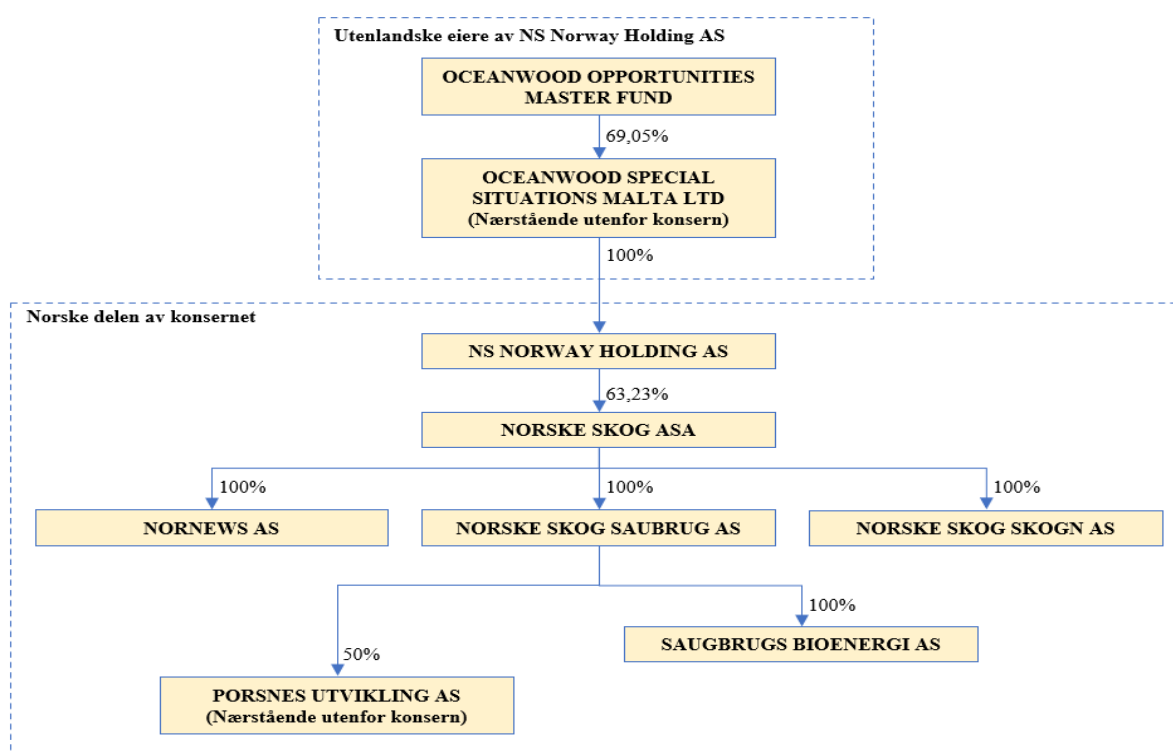 Utenlandske eiere av NS Norway Holding AS
OCEANWOOD OPPORTUNITIES
MASTER FUND
69,05%
OCEANWOOD SPECIAL
SITUATIONS MALTA LTD
(Nærstående utenfor konsern)
100%
Norske delen av konsernet
NS NORWAY HOLDING AS
63,23%
NORSKE SKOG ASA
100%
100%
100%
NORNEWS AS
NORSKE SKOG SAUBRUG AS
NORSKE SKOG SKOGN AS
100%
SAUGBRUGS BIOENERGI AS
50%
PORSNES UTVIKLING AS
(Nærstående utenfor konsern)